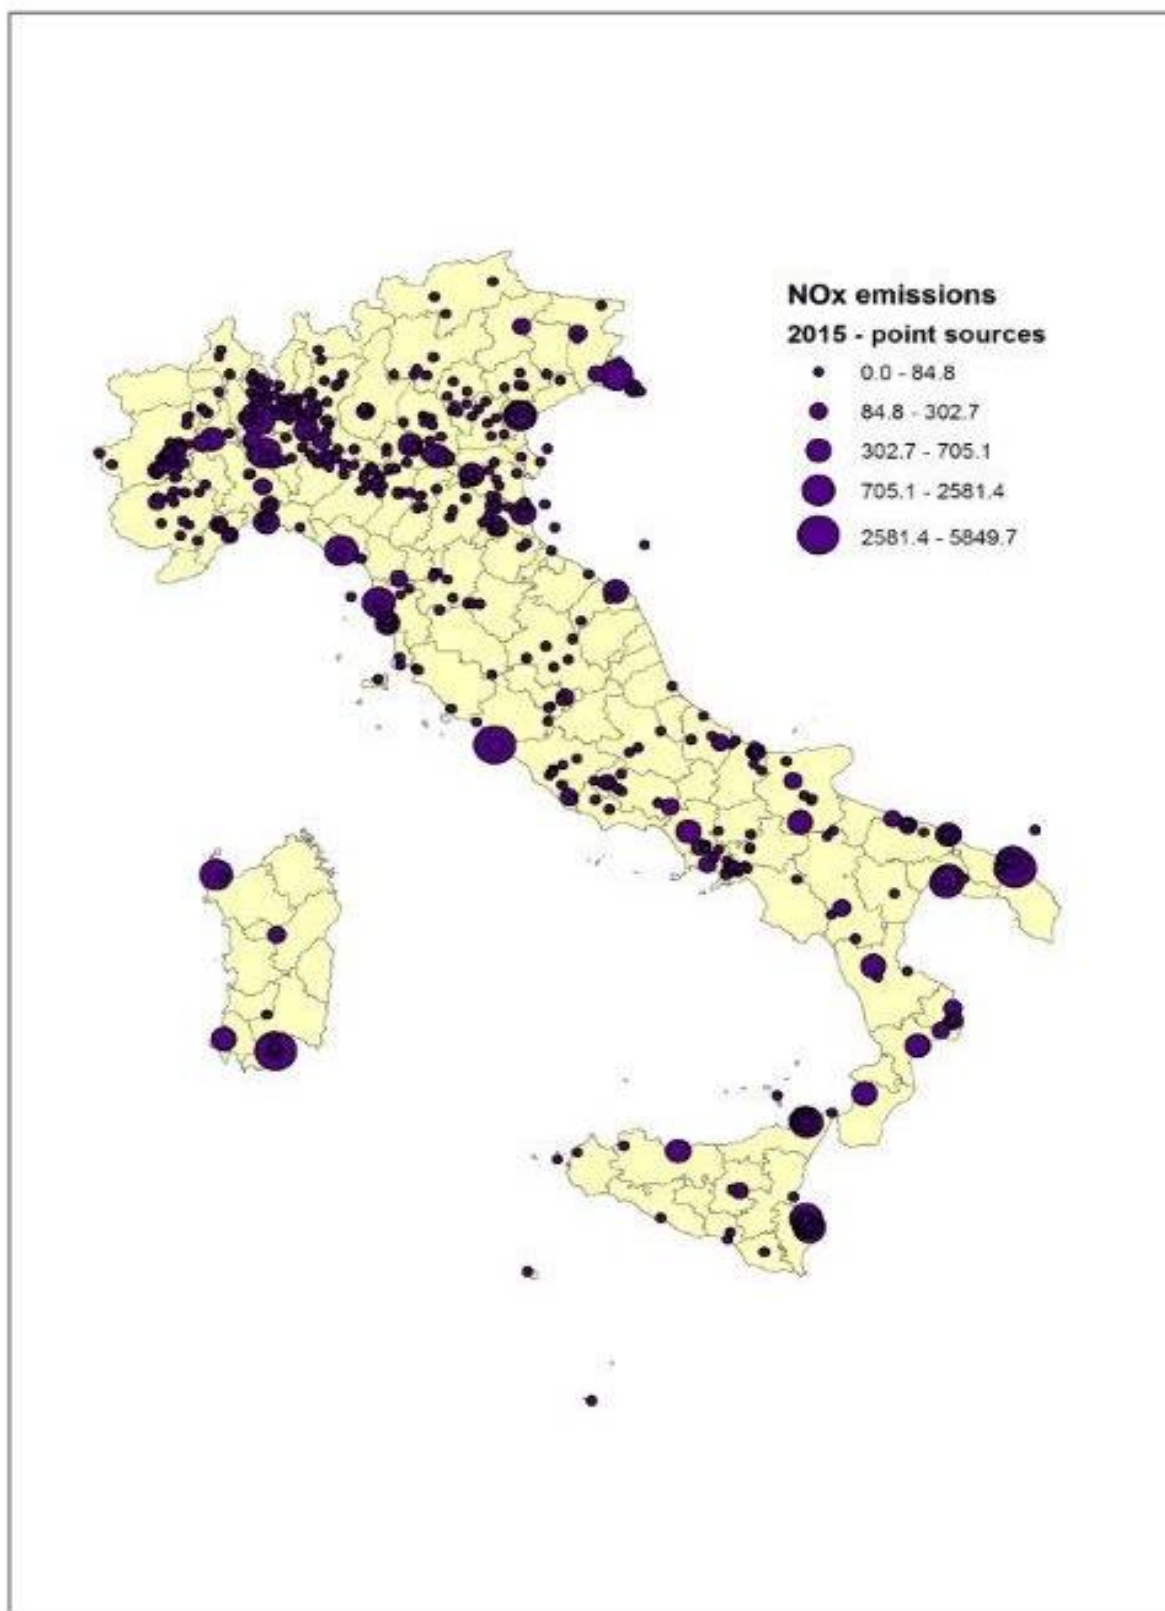 NOx emissions
2015 - point sources
0.0 - 84.8
84.8 - 302.7
302.7 - 705.1
705.1 - 2581.4
2581.4 - 5849.7